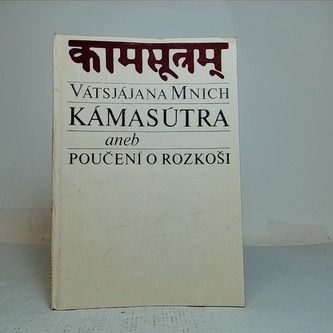 कामसूत्रम्
VÁTSJÁJANA MNICH
KÁMASÚTRA
aneb
POUČENÍ O ROZKOŠI